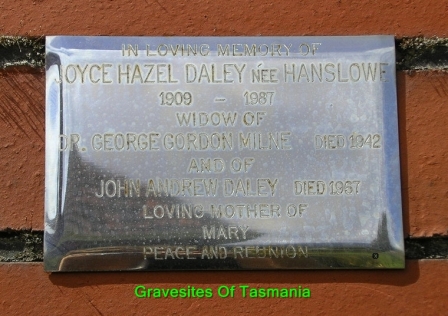 IN LOVING MEMORY OF
JOYCE HAZEL DALEY NÉE HANSLOWE
1909 - 1987
WIDOW OF
DR. GEORGE GORDON MILNE DIED 1942
AND OF
JOHN ANDREW DALEY DIED 1967
LOVING MOTHER OF
MARY
PEACE AND REUNION
Gravesites Of Tasmania